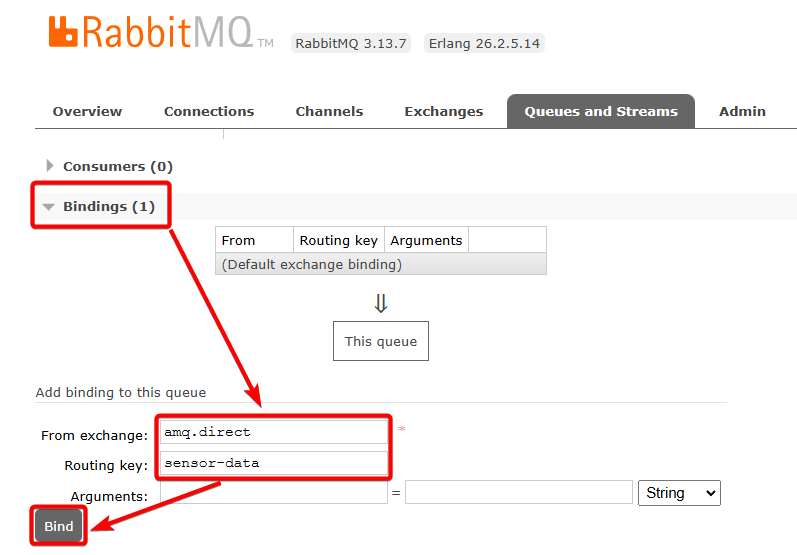 RabbitMQ TM RabbitMQ 3.13.7 Erlang 26.2.5.14
Overview Connections Channels Exchanges Queues and Streams Admin
Consumers (0)
Bindings (1)
From Routing key Arguments
(Default exchange binding)
⇓
This queue
Add binding to this queue
From exchange: amq.direct *
Routing key: sensor-data
Arguments: = String
Bind